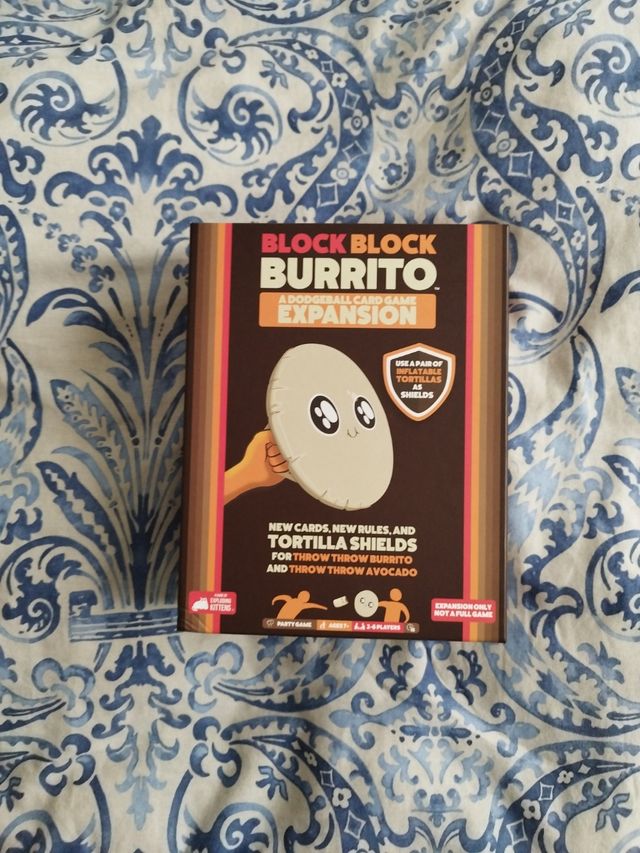 BLOCK BLOCK
BURRITO™
A DODGEBALL CARD GAME
EXPANSION
USE A PAIR OF
INFLATABLE
TORTILLAS
AS
SHIELDS
NEW CARDS, NEW RULES, AND
TORTILLA SHIELDS
FOR THROW THROW BURRITO
AND THROW THROW AVOCADO
EXPLODING
KITTENS
EXPANSION ONLY
NOT A FULL GAME
PARTY GAME
AGES 7+
2-6 PLAYERS